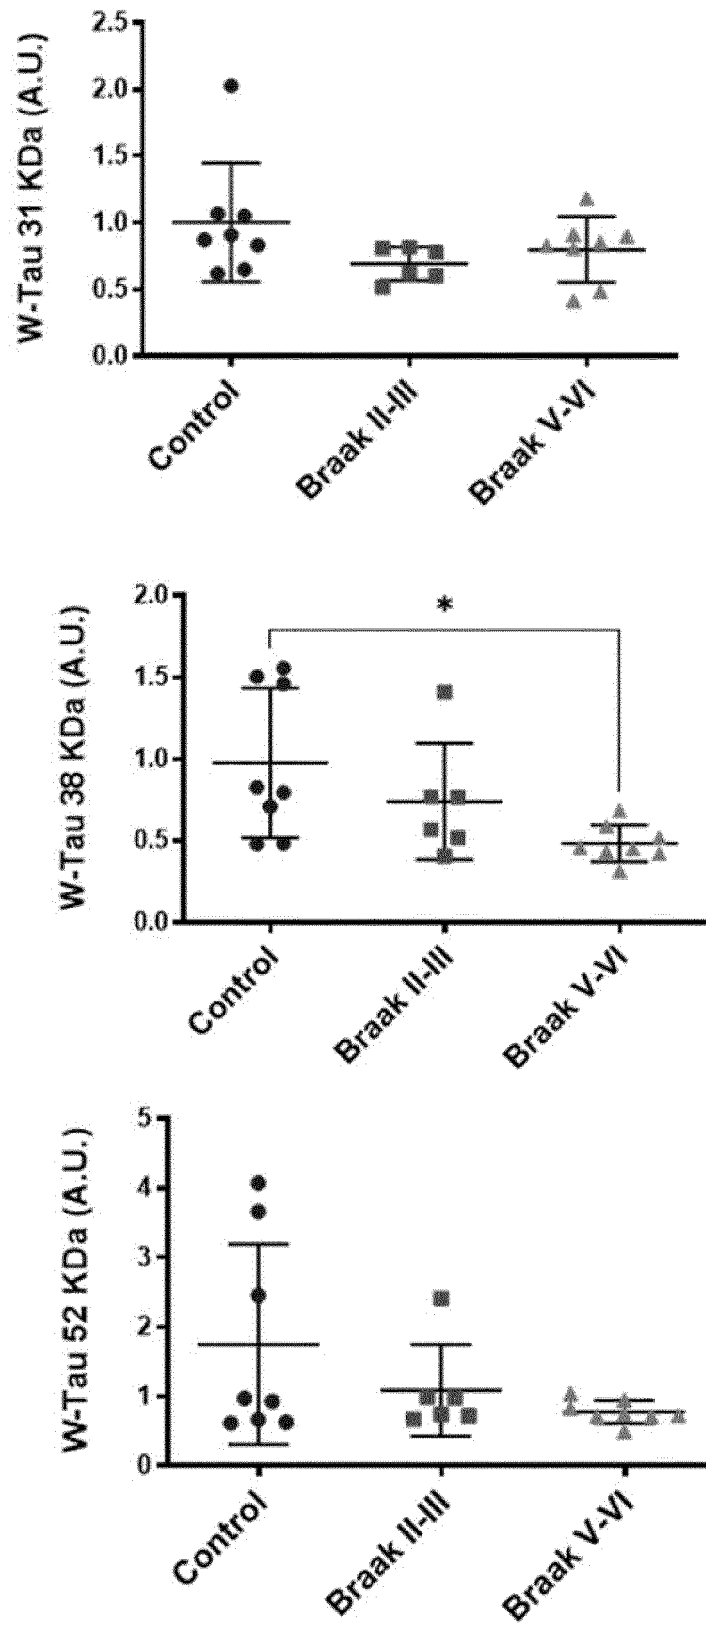 W-Tau 31 KDa (A.U.)
2.5
2.0
1.5
1.0
0.5
0.0
Control
Braak II-III
Braak V-VI
W-Tau 38 KDa (A.U.)
2.0
1.5
1.0
0.5
0.0
*
Control
Braak II-III
Braak V-VI
W-Tau 52 KDa (A.U.)
5
4
3
2
1
0
Control
Braak II-III
Braak V-VI